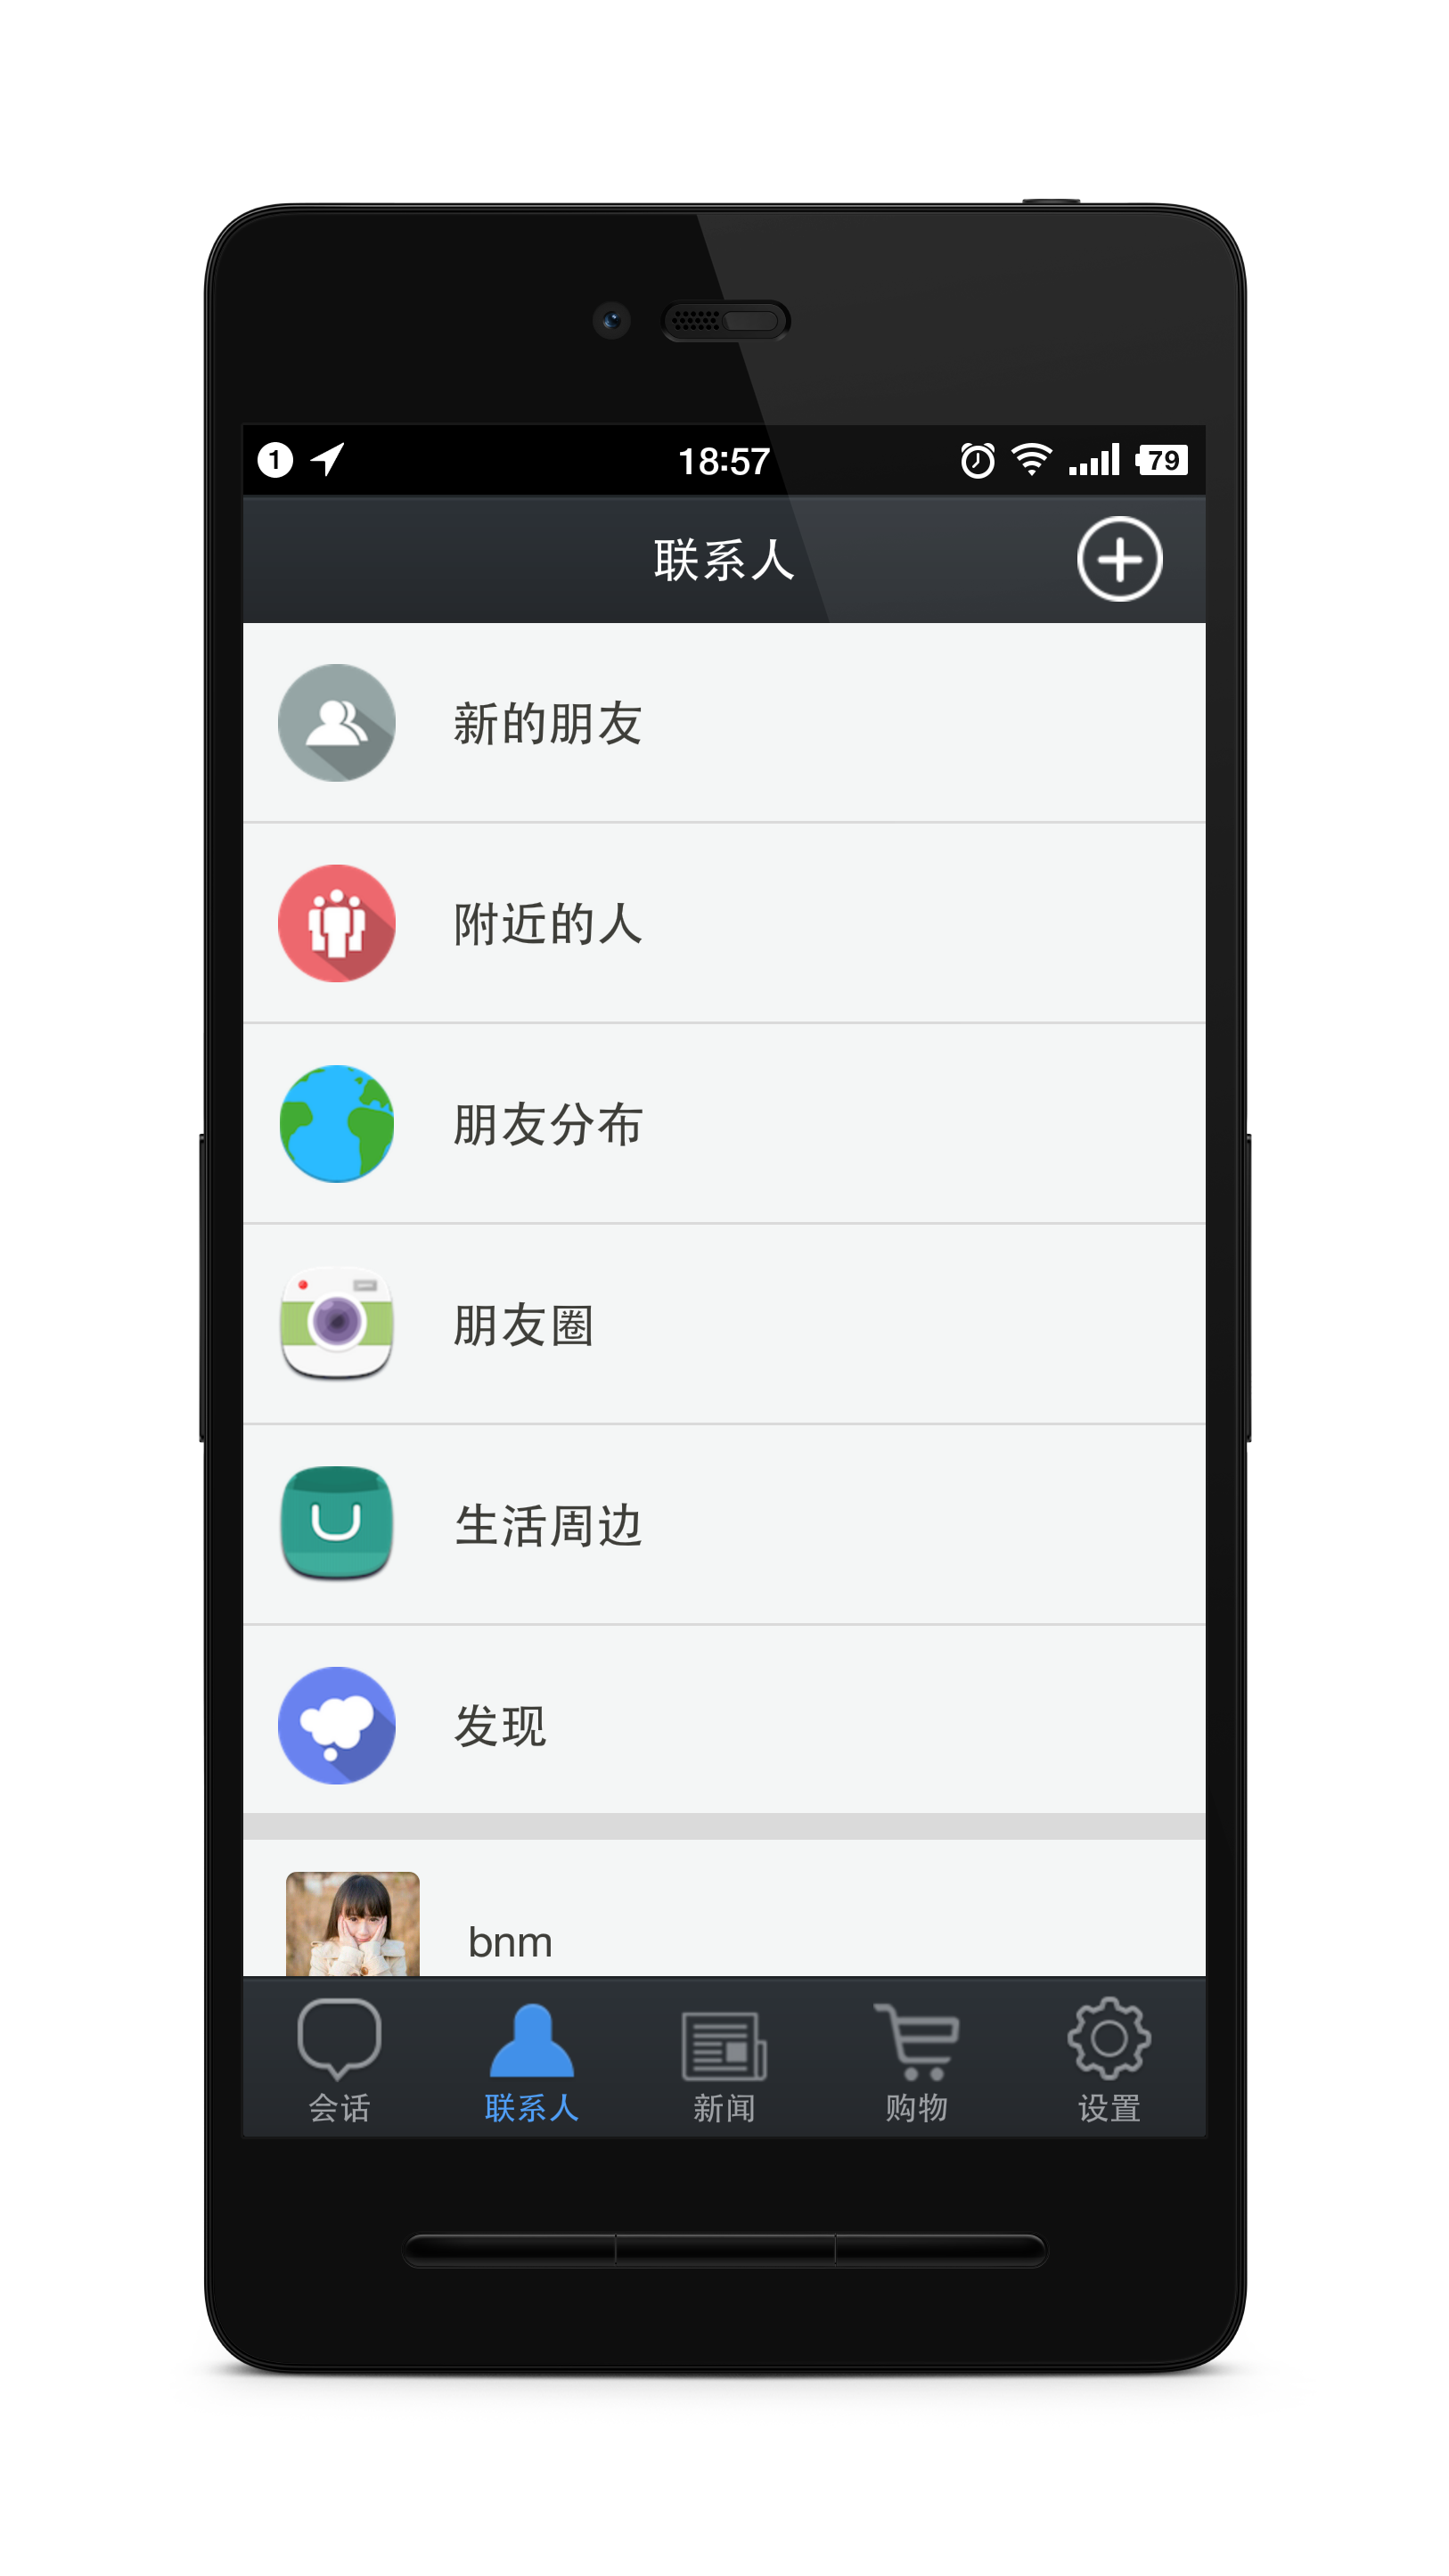 1
18:57
79
联系人
新的朋友
附近的人
朋友分布
朋友圈
生活周边
发现
bnm
会话 联系人 新闻 购物 设置